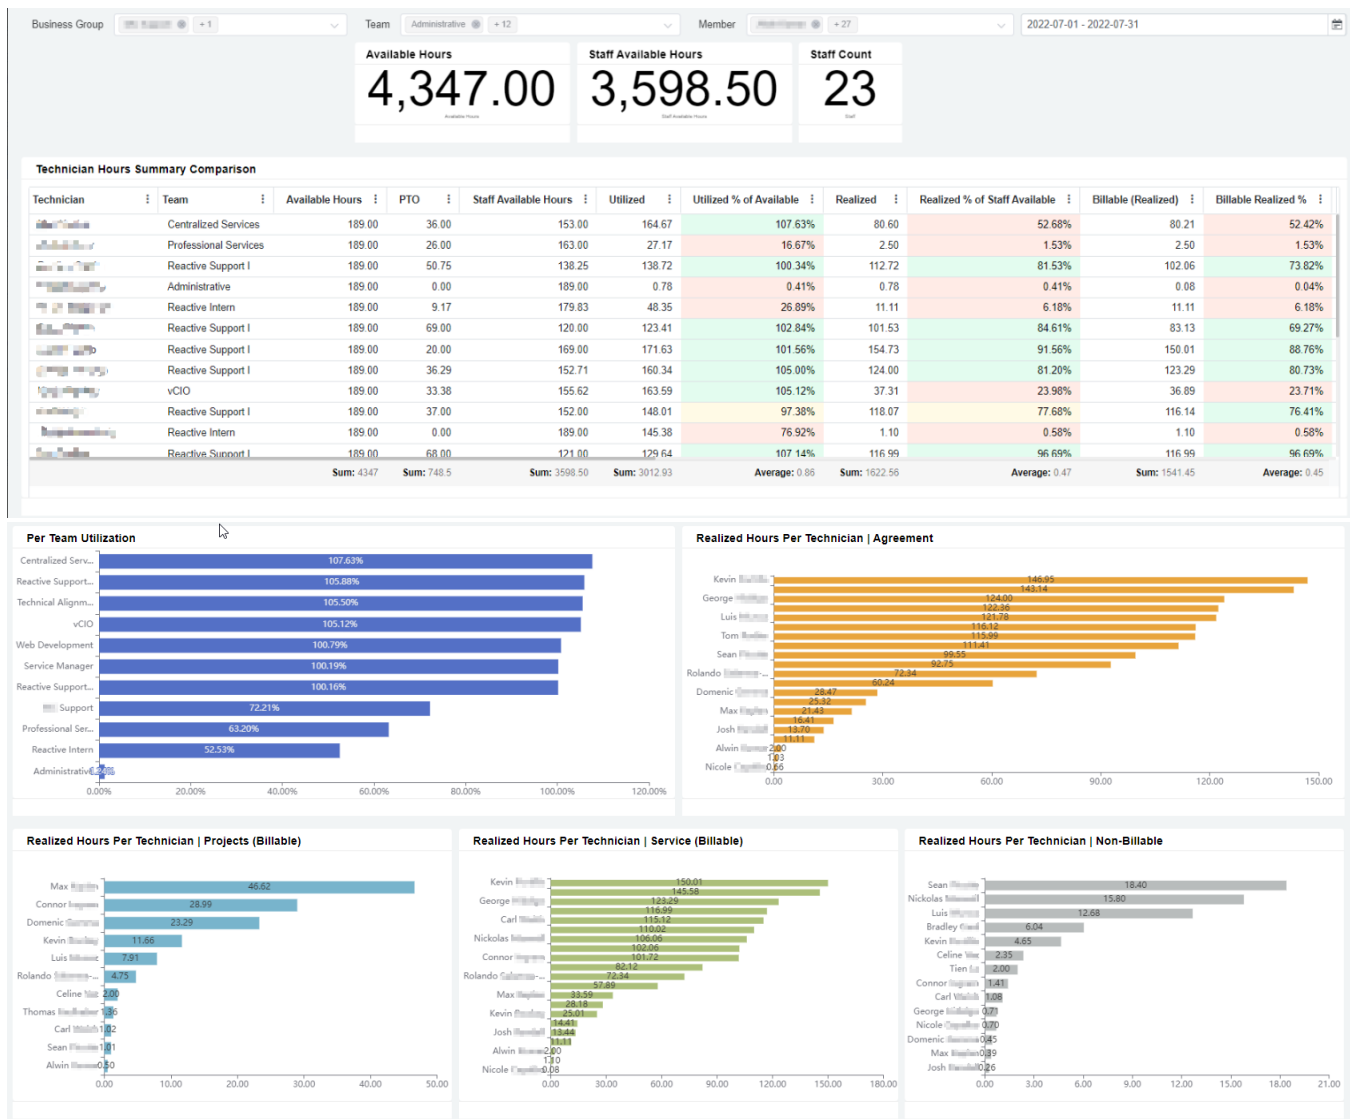 Business Group + 1 Team Administrative + 12 Member + 27 2022-07-01 - 2022-07-31
Available Hours Staff Available Hours Staff Count
4,347.00 3,598.50 23
Available Hours Staff Available Hours Staff
Technician Hours Summary Comparison
Technician Team Available Hours PTO Staff Available Hours Utilized Utilized % of Available Realized Realized % of Staff Available Billable (Realized) Billable Realized %
Centralized Services 189.00 36.00 153.00 164.67 107.63% 80.60 52.68% 80.21 52.42%
Professional Services 189.00 26.00 163.00 27.17 16.67% 2.50 1.53% 2.50 1.53%
Reactive Support I 189.00 50.75 138.25 138.72 100.34% 112.72 81.53% 102.06 73.82%
Administrative 189.00 0.00 189.00 0.78 0.41% 0.78 0.41% 0.08 0.04%
Reactive Intern 189.00 9.17 179.83 48.35 26.89% 11.11 6.18% 11.11 6.18%
Reactive Support I 189.00 69.00 120.00 123.41 102.84% 101.53 84.61% 83.13 69.27%
Reactive Support I 189.00 20.00 169.00 171.63 101.56% 154.73 91.56% 150.01 88.76%
Reactive Support I 189.00 36.29 152.71 160.34 105.00% 124.00 81.20% 123.29 80.73%
vCIO 189.00 33.38 155.62 163.59 105.12% 37.31 23.98% 36.89 23.71%
Reactive Support I 189.00 37.00 152.00 148.01 97.38% 118.07 77.68% 116.14 76.41%
Reactive Intern 189.00 0.00 189.00 145.38 76.92% 1.10 0.58% 1.10 0.58%
Reactive Support I 189.00 68.00 121.00 129.64 107.14% 116.99 96.69% 116.99 96.69%
Sum: 4347 Sum: 748.5 Sum: 3598.50 Sum: 3012.93 Average: 0.86 Sum: 1622.56 Average: 0.47 Sum: 1541.45 Average: 0.45
Per Team Utilization
Centralized Serv... 107.63%
Reactive Support... 105.88%
Technical Alignm... 105.50%
vCIO 105.12%
Web Development 100.79%
Service Manager 100.19%
Reactive Support... 100.16%
Support 72.21%
Professional Ser... 63.20%
Reactive Intern 52.53%
Administrative
0.00% 20.00% 40.00% 60.00% 80.00% 100.00% 120.00%
Realized Hours Per Technician | Agreement
Kevin 146.95
143.14
George 124.00
122.36
Luis 121.78
116.12
Tom 115.99
111.41
Sean 99.55
92.75
Rolando 72.34
60.24
Domenic 28.47
25.32
Max 21.43
16.41
Josh 13.70
11.11
Alwin 2.00
1.03
Nicole 0.66
0.00 30.00 60.00 90.00 120.00 150.00
Realized Hours Per Technician | Projects (Billable)
Max 46.62
Connor 28.99
Domenic 23.29
Kevin 11.66
Luis 7.91
Rolando 4.75
Celine 2.00
Thomas 1.36
Carl 1.02
Sean 1.01
Alwin 0.50
0.00 10.00 20.00 30.00 40.00 50.00
Realized Hours Per Technician | Service (Billable)
Kevin 150.01
145.58
George 123.29
116.99
Carl 115.12
110.02
Nickolas 106.06
102.06
Connor 101.72
82.12
Rolando 72.34
57.89
Max 33.59
28.18
Kevin 25.01
14.41
Josh 13.44
11.11
Alwin 2.00
1.10
Nicole 0.08
0.00 30.00 60.00 90.00 120.00 150.00 180.00
Realized Hours Per Technician | Non-Billable
Sean 18.40
Nickolas 15.80
Luis 12.68
Bradley 6.04
Kevin 4.65
Celine 2.35
Tien 2.00
Connor 1.41
Carl 1.08
George 0.71
Nicole 0.70
Domenic 0.45
Max 0.39
Josh 0.26
0.00 3.00 6.00 9.00 12.00 15.00 18.00 21.00